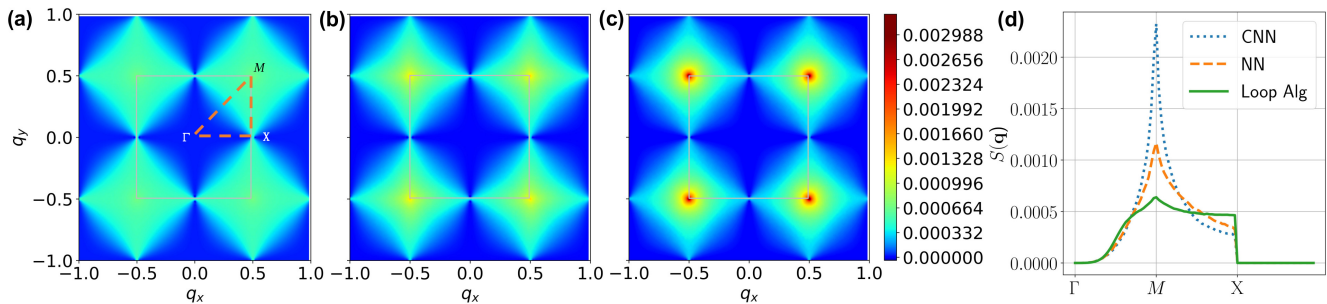 (a)
1.0
0.5
0.0
−0.5
−1.0
q_y
−1.0 −0.5 0.0 0.5 1.0
q_x
M
Γ
X
(b)
−1.0 −0.5 0.0 0.5 1.0
q_x
(c)
−1.0 −0.5 0.0 0.5 1.0
q_x
0.002988
0.002656
0.002324
0.001992
0.001660
0.001328
0.000996
0.000664
0.000332
0.000000
(d)
S(q)
0.0020
0.0015
0.0010
0.0005
0.0000
Γ M X
CNN
NN
Loop Alg